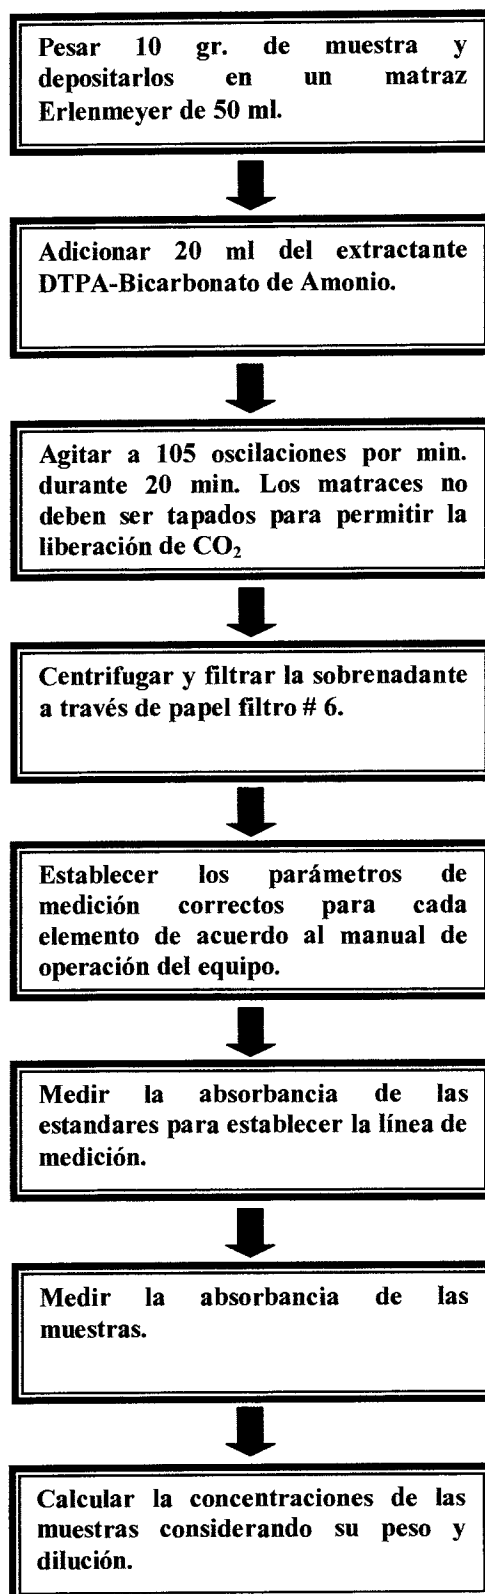 Pesar 10 gr. de muestra y
depositarlos en un matraz
Erlenmeyer de 50 ml.
Adicionar 20 ml del extractante
DTPA-Bicarbonato de Amonio.
Agitar a 105 oscilaciones por min.
durante 20 min. Los matraces no
deben ser tapados para permitir la
liberación de CO₂
Centrifugar y filtrar la sobrenadante
a través de papel filtro # 6.
Establecer los parámetros de
medición correctos para cada
elemento de acuerdo al manual de
operación del equipo.
Medir la absorbancia de las
estandares para establecer la línea de
medición.
Medir la absorbancia de las
muestras.
Calcular la concentraciones de las
muestras considerando su peso y
dilución.